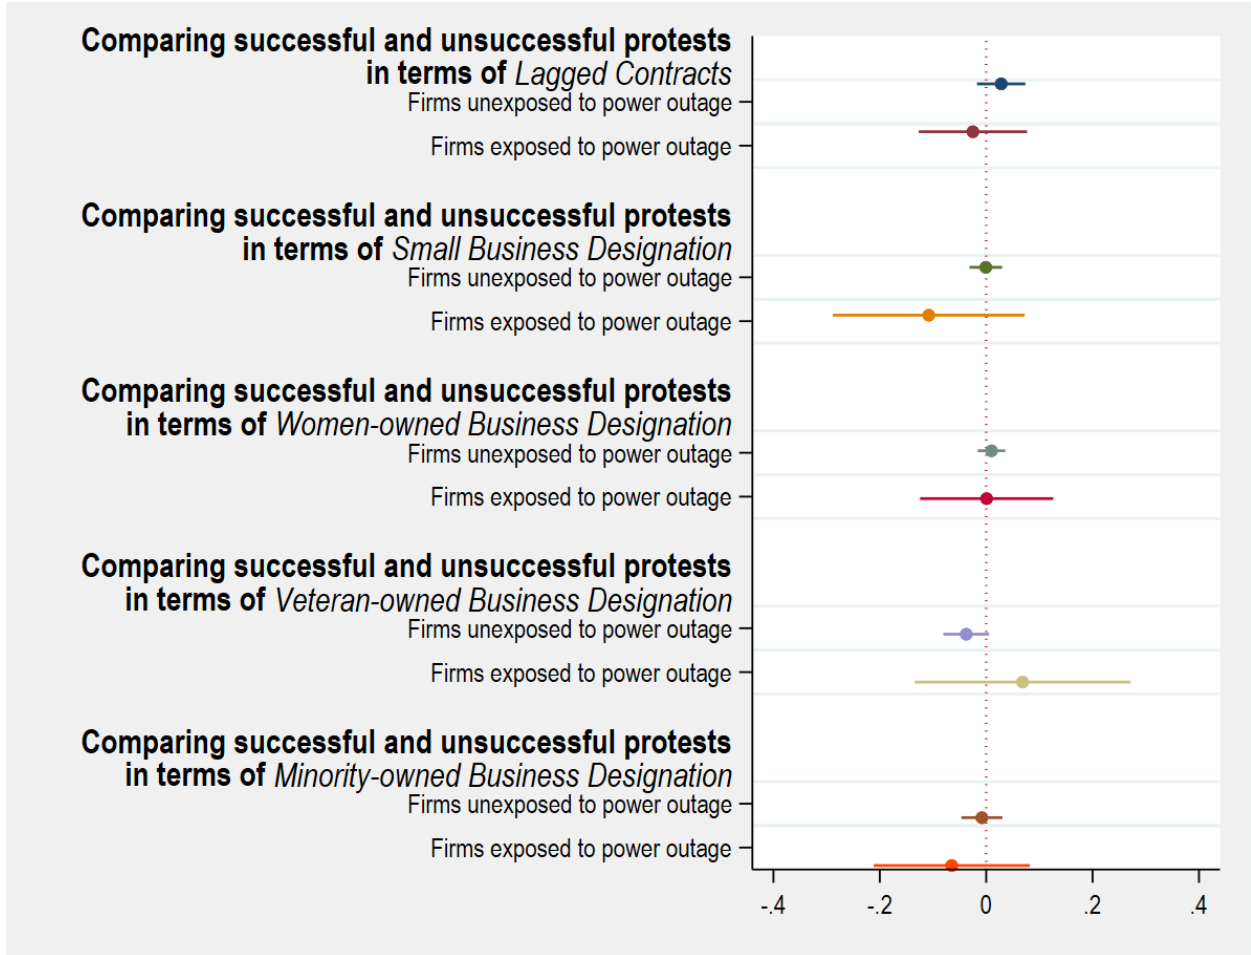 Comparing successful and unsuccessful protests
in terms of Lagged Contracts
Firms unexposed to power outage
Firms exposed to power outage
Comparing successful and unsuccessful protests
in terms of Small Business Designation
Firms unexposed to power outage
Firms exposed to power outage
Comparing successful and unsuccessful protests
in terms of Women-owned Business Designation
Firms unexposed to power outage
Firms exposed to power outage
Comparing successful and unsuccessful protests
in terms of Veteran-owned Business Designation
Firms unexposed to power outage
Firms exposed to power outage
Comparing successful and unsuccessful protests
in terms of Minority-owned Business Designation
Firms unexposed to power outage
Firms exposed to power outage
-.4 -.2 0 .2 .4